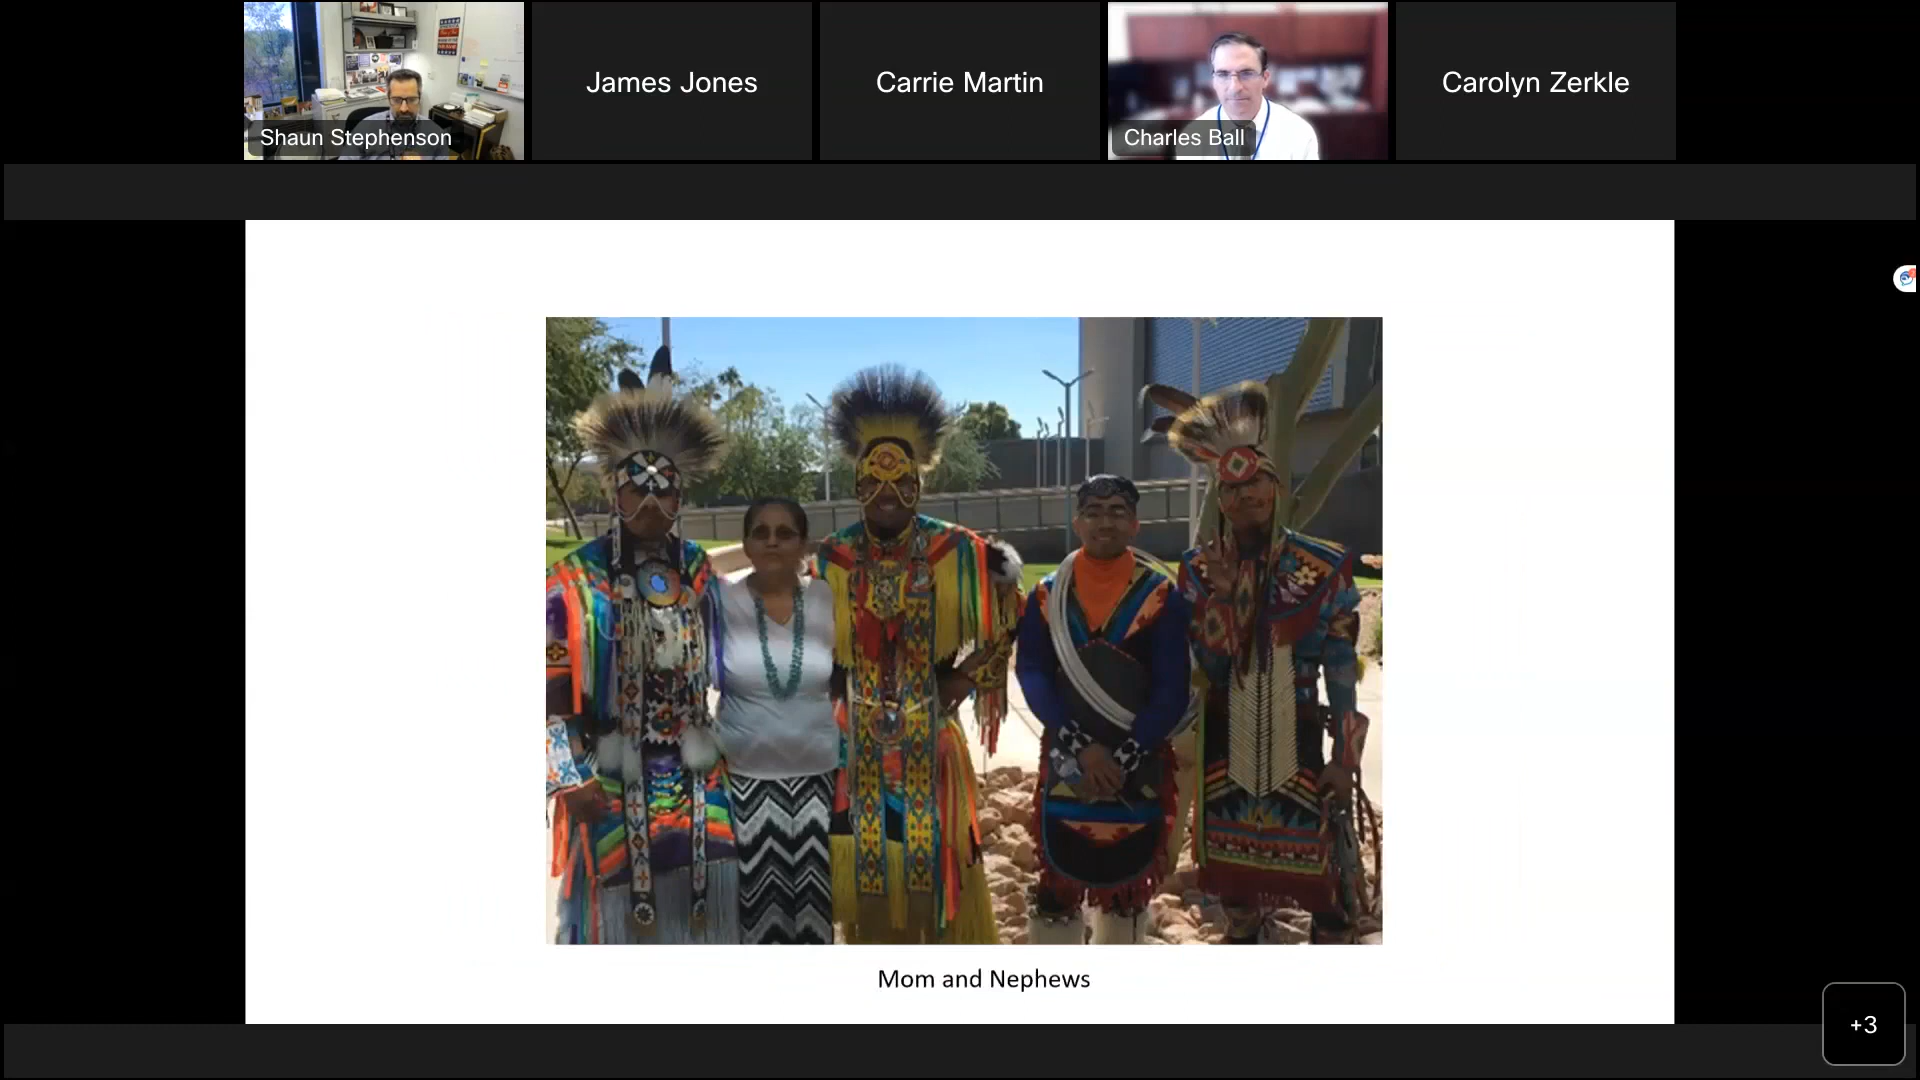 Shaun Stephenson
James Jones
Carrie Martin
Charles Ball
Carolyn Zerkle
Mom and Nephews
+3